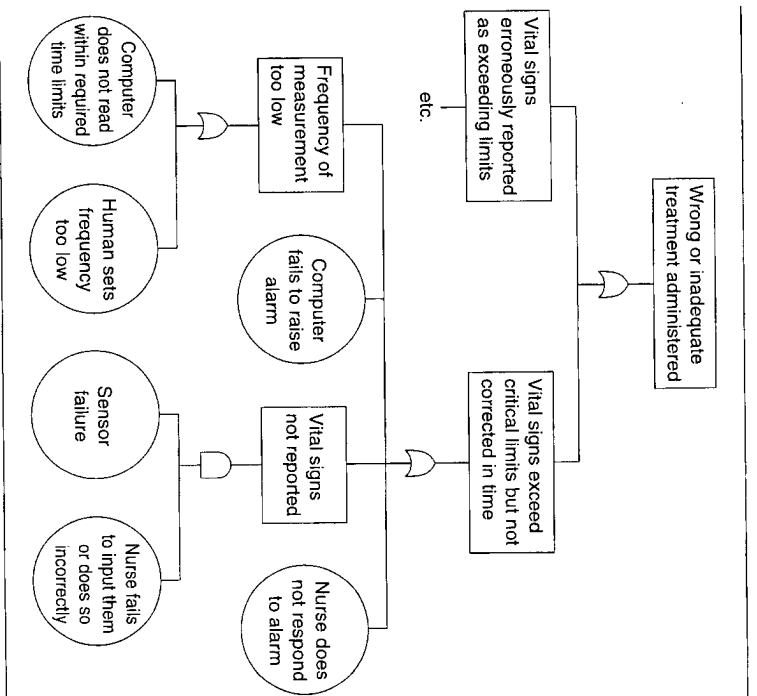 Wrong or inadequate
treatment administered
Vital signs
erroneously reported
as exceeding limits
etc.
Vital signs exceed
critical limits but not
corrected in time
Frequency of
measurement
too low
Computer
fails to raise
alarm
Vital signs
not reported
Nurse does
not respond
to alarm
Computer
does not read
within required
time limits
Human sets
frequency
too low
Sensor
failure
Nurse fails
to input them
or does so
incorrectly